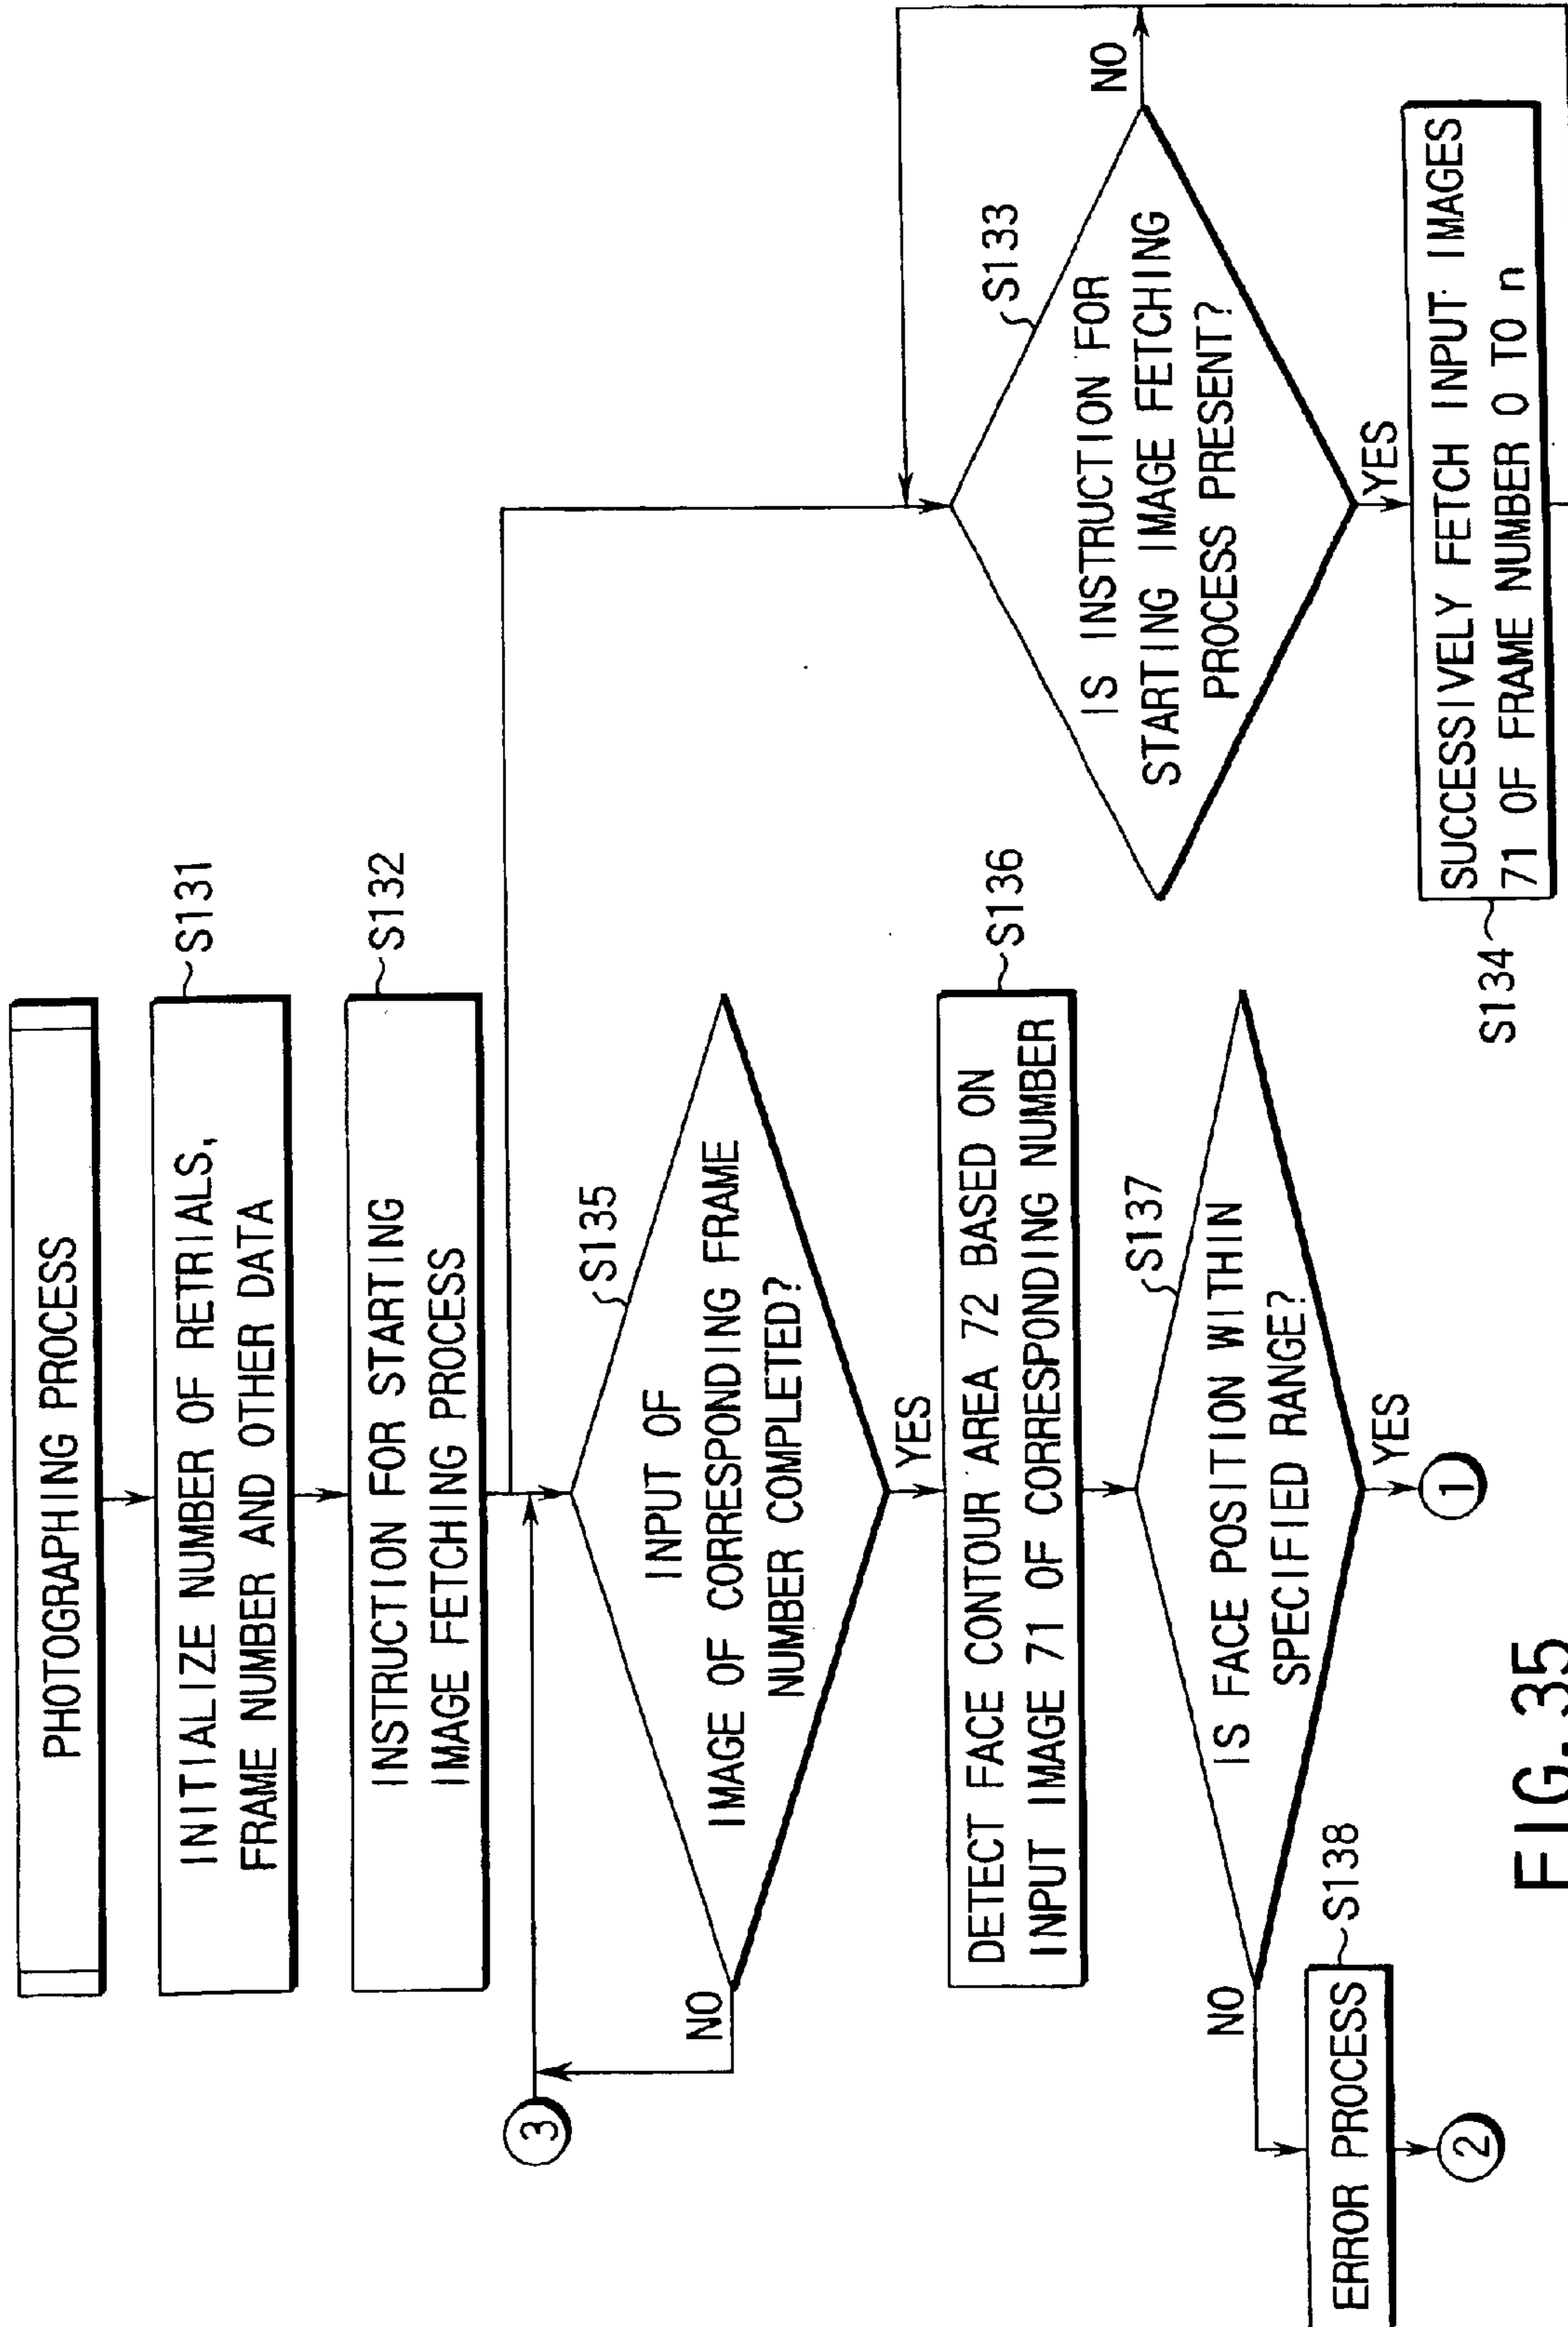 PHOTOGRAPHING PROCESS
S131
INITIALIZE NUMBER OF RETRIALS,
FRAME NUMBER AND OTHER DATA
S132
INSTRUCTION FOR STARTING
IMAGE FETCHING PROCESS
3
S135
INPUT OF
IMAGE OF CORRESPONDING FRAME
NUMBER COMPLETED?
NO
YES
S136
DETECT FACE CONTOUR AREA 72 BASED ON
INPUT IMAGE 71 OF CORRESPONDING NUMBER
S137
IS FACE POSITION WITHIN
SPECIFIED RANGE?
NO
YES
1
S138
ERROR PROCESS
2
S133
IS INSTRUCTION FOR
STARTING IMAGE FETCHING
PROCESS PRESENT?
NO
YES
S134
SUCCESSIVELY FETCH INPUT IMAGES
71 OF FRAME NUMBER 0 TO n
FIG. 35